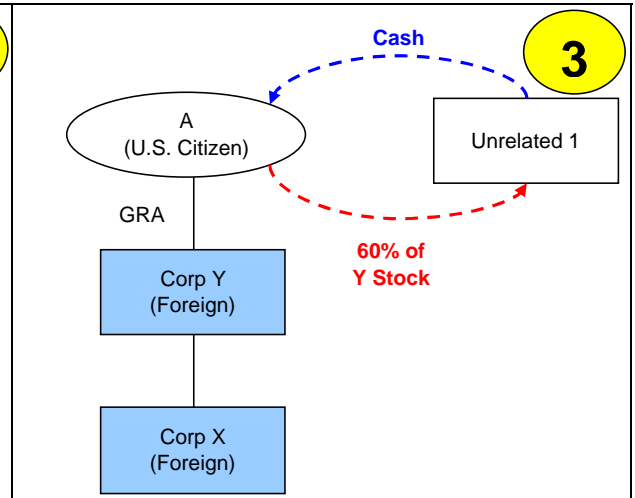 Cash
3
A
(U.S. Citizen)
Unrelated 1
GRA
60% of
Y Stock
Corp Y
(Foreign)
Corp X
(Foreign)